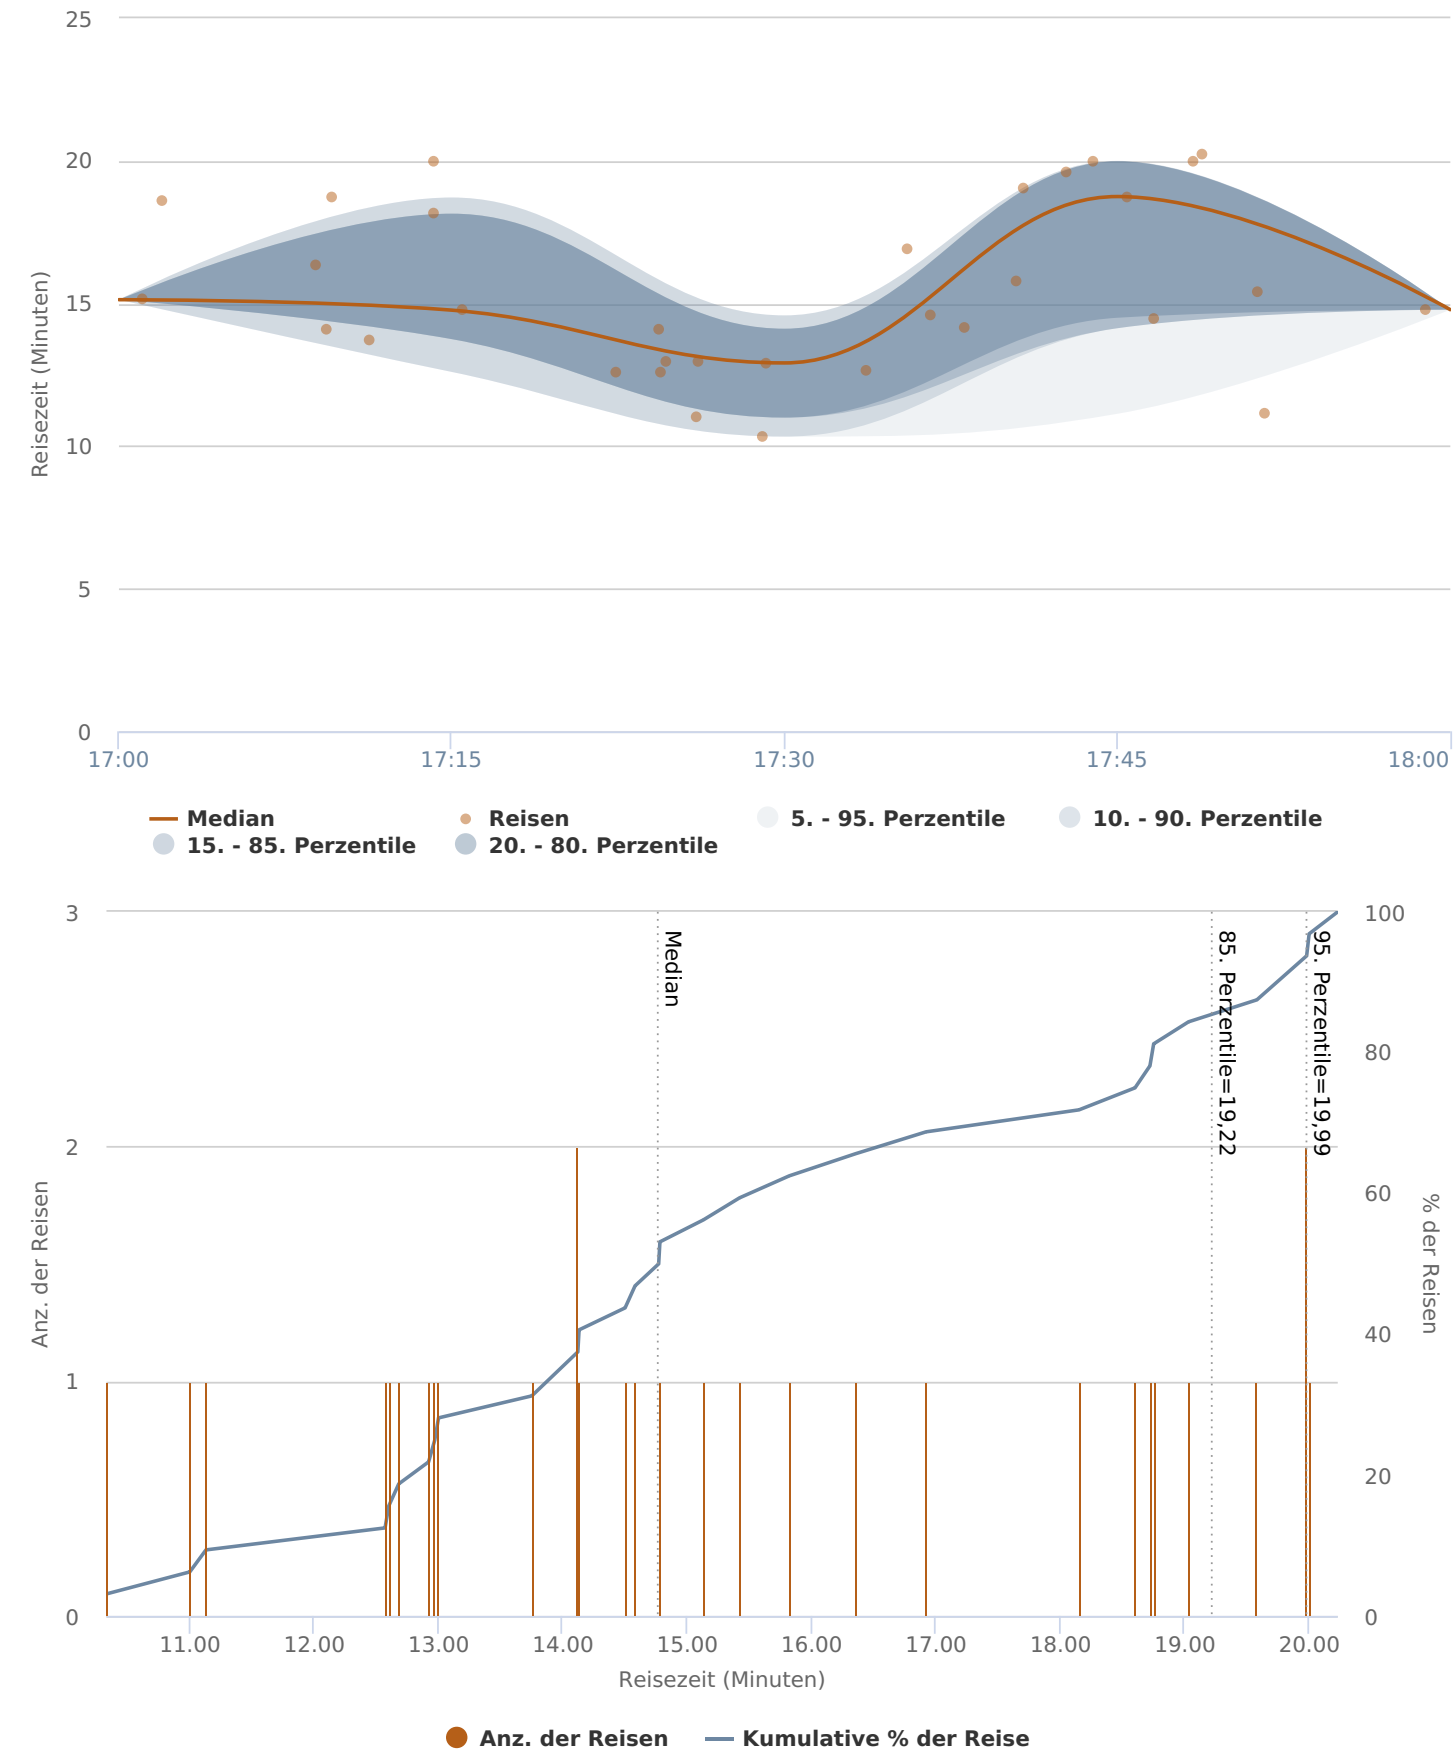 25
20
15
10
5
0
Reisezeit (Minuten)
17:00 17:15 17:30 17:45 18:00
Median Reisen 5. - 95. Perzentile 10. - 90. Perzentile
15. - 85. Perzentile 20. - 80. Perzentile
3
2
1
0
Anz. der Reisen
Median
85. Perzentile=19,22
95. Perzentile=19,99
100
80
60
40
20
0
% der Reisen
11.00 12.00 13.00 14.00 15.00 16.00 17.00 18.00 19.00 20.00
Reisezeit (Minuten)
Anz. der Reisen Kumulative % der Reise